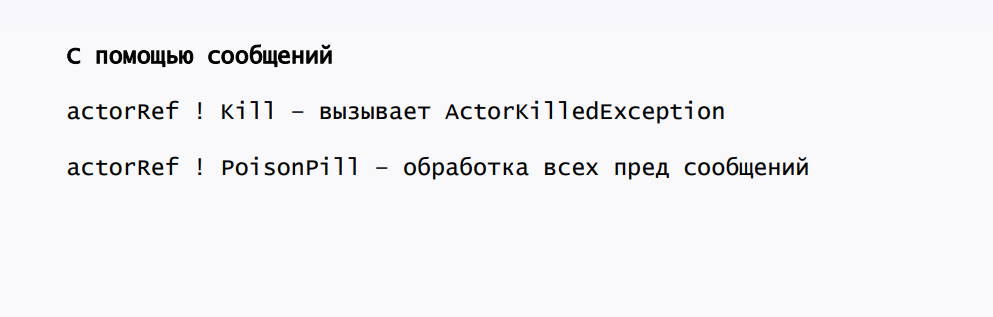 С помощью сообщений
actorRef ! Kill – вызывает ActorKilledException
actorRef ! PoisonPill – обработка всех пред сообщений